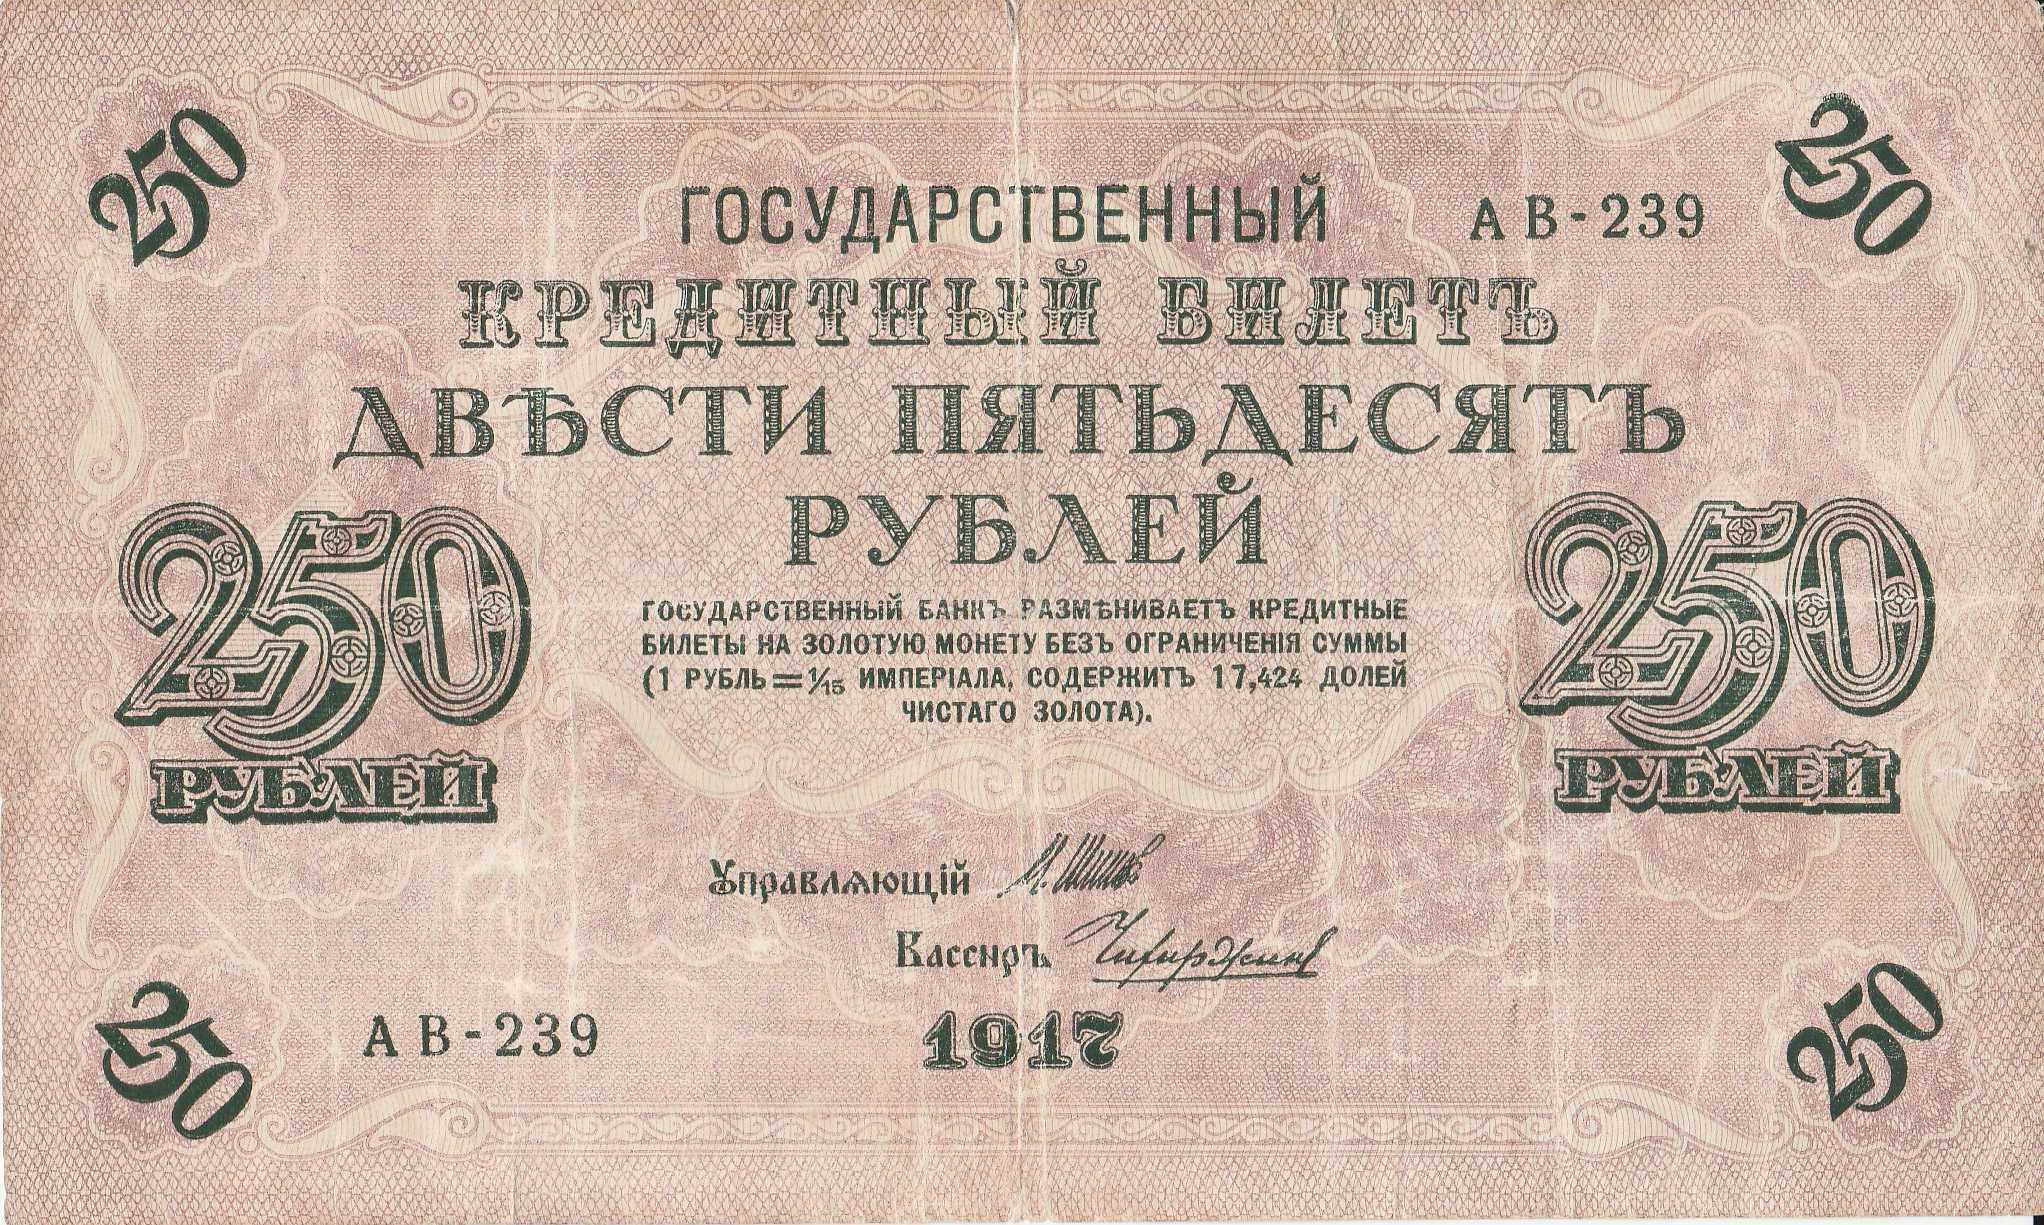 250
250
ГОСУДАРСТВЕННЫЙ
АВ-239
КРЕДИТНЫЙ БИЛЕТЪ
ДВѢСТИ ПЯТЬДЕСЯТЪ
РУБЛЕЙ
250
РУБЛЕЙ
250
РУБЛЕЙ
ГОСУДАРСТВЕННЫЙ БАНКЪ РАЗМѢНИВАЕТЪ КРЕДИТНЫЕ
БИЛЕТЫ НА ЗОЛОТУЮ МОНЕТУ БЕЗЪ ОГРАНИЧЕНІЯ СУММЫ
(1 РУБЛЬ=1/15 ИМПЕРІАЛА, СОДЕРЖИТЪ 17,424 ДОЛЕЙ
ЧИСТАГО ЗОЛОТА).
Управляющій И. Шипов
Кассиръ
АВ-239
1917
250
250